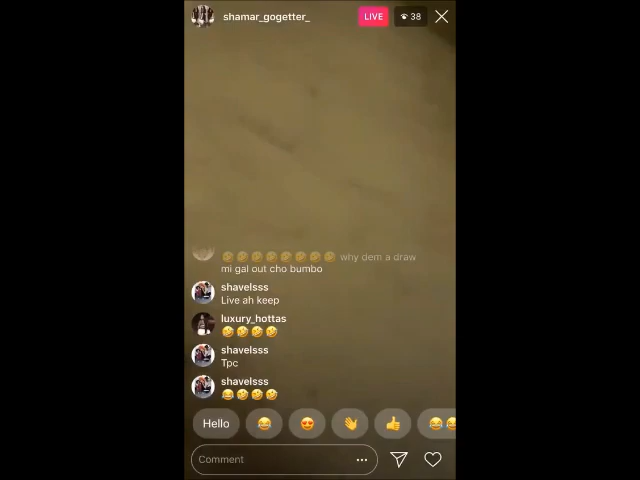 shamar_gogetter_
LIVE
38
🤣🤣🤣🤣🤣🤣🤣🤣 why dem a draw
mi gal out cho bumbo
shavelsss
Live ah keep
luxury_hottas
🤣🤣🤣🤣
shavelsss
Tpc
shavelsss
😂🤣🤣🤣
Hello
Comment